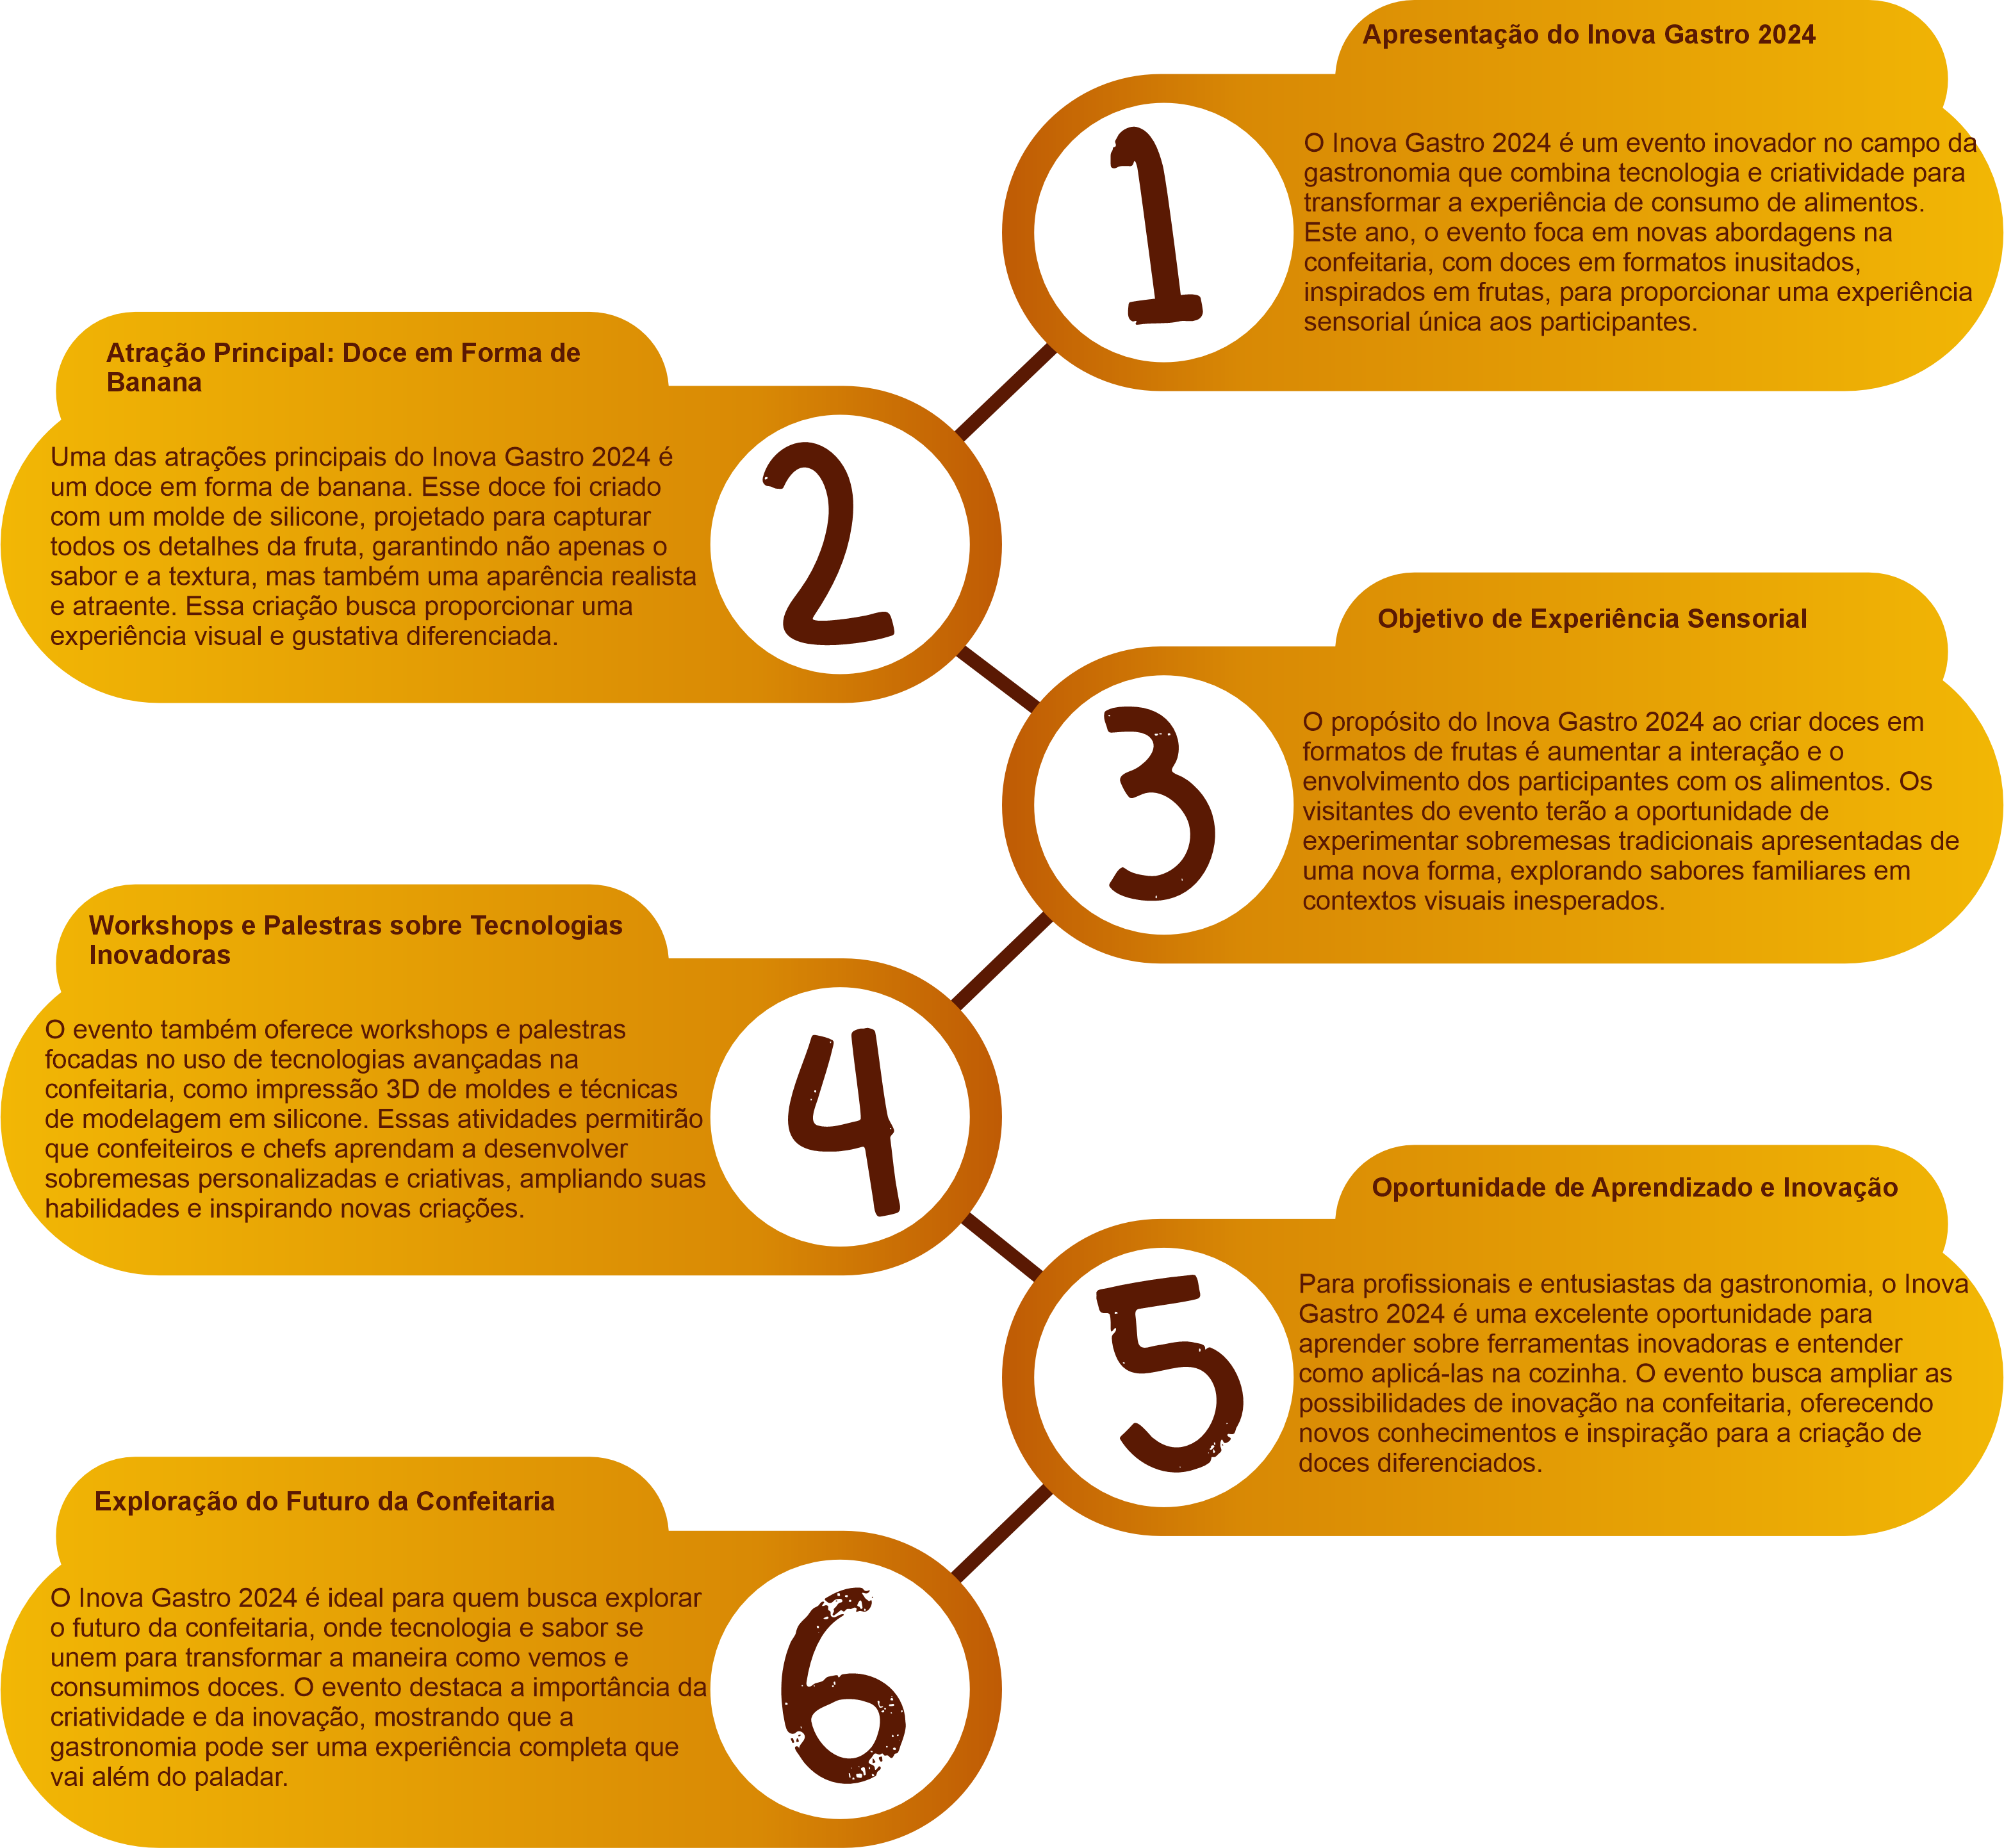 Apresentação do Inova Gastro 2024
1
O Inova Gastro 2024 é um evento inovador no campo da
gastronomia que combina tecnologia e criatividade para
transformar a experiência de consumo de alimentos.
Este ano, o evento foca em novas abordagens na
confeitaria, com doces em formatos inusitados,
inspirados em frutas, para proporcionar uma experiência
sensorial única aos participantes.
Atração Principal: Doce em Forma de
Banana
Uma das atrações principais do Inova Gastro 2024 é
um doce em forma de banana. Esse doce foi criado
com um molde de silicone, projetado para capturar
todos os detalhes da fruta, garantindo não apenas o
sabor e a textura, mas também uma aparência realista
e atraente. Essa criação busca proporcionar uma
experiência visual e gustativa diferenciada.
2
Objetivo de Experiência Sensorial
3
O propósito do Inova Gastro 2024 ao criar doces em
formatos de frutas é aumentar a interação e o
envolvimento dos participantes com os alimentos. Os
visitantes do evento terão a oportunidade de
experimentar sobremesas tradicionais apresentadas de
uma nova forma, explorando sabores familiares em
contextos visuais inesperados.
Workshops e Palestras sobre Tecnologias
Inovadoras
O evento também oferece workshops e palestras
focadas no uso de tecnologias avançadas na
confeitaria, como impressão 3D de moldes e técnicas
de modelagem em silicone. Essas atividades permitirão
que confeiteiros e chefs aprendam a desenvolver
sobremesas personalizadas e criativas, ampliando suas
habilidades e inspirando novas criações.
4
Oportunidade de Aprendizado e Inovação
5
Para profissionais e entusiastas da gastronomia, o Inova
Gastro 2024 é uma excelente oportunidade para
aprender sobre ferramentas inovadoras e entender
como aplicá-las na cozinha. O evento busca ampliar as
possibilidades de inovação na confeitaria, oferecendo
novos conhecimentos e inspiração para a criação de
doces diferenciados.
Exploração do Futuro da Confeitaria
O Inova Gastro 2024 é ideal para quem busca explorar
o futuro da confeitaria, onde tecnologia e sabor se
unem para transformar a maneira como vemos e
consumimos doces. O evento destaca a importância da
criatividade e da inovação, mostrando que a
gastronomia pode ser uma experiência completa que
vai além do paladar.
6